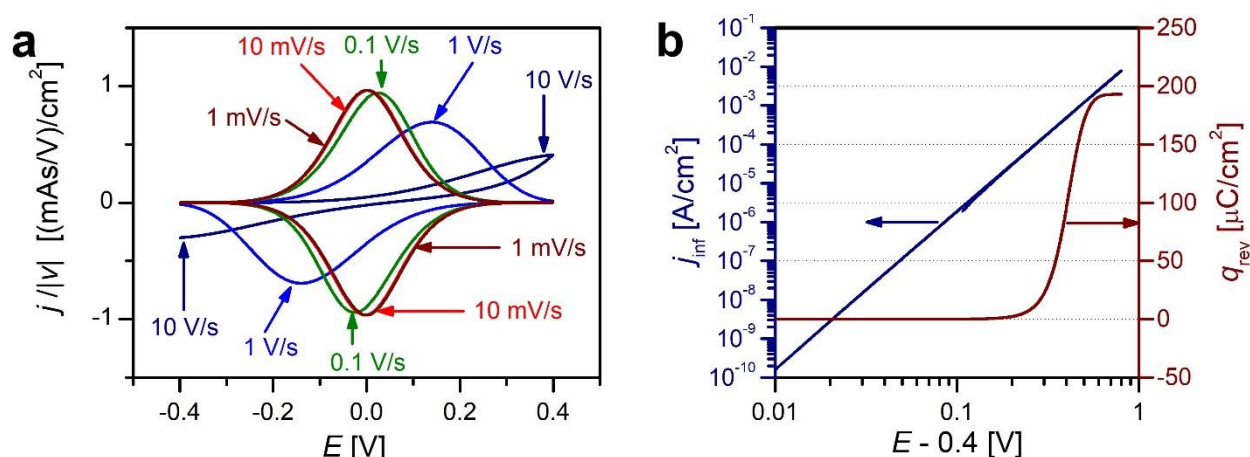 a
j /|v| [(mAs/V)/cm²]
1
0
-1
10 mV/s
0.1 V/s
1 V/s
10 V/s
1 mV/s
1 mV/s
10 mV/s
10 V/s
1 V/s
0.1 V/s
-0.4 -0.2 0.0 0.2 0.4
E [V]
b
j_inf [A/cm²]
10⁻¹
10⁻²
10⁻³
10⁻⁴
10⁻⁵
10⁻⁶
10⁻⁷
10⁻⁸
10⁻⁹
10⁻¹⁰
250
200
150
100
50
0
-50
q_rev [µC/cm²]
0.01 0.1 1
E - 0.4 [V]